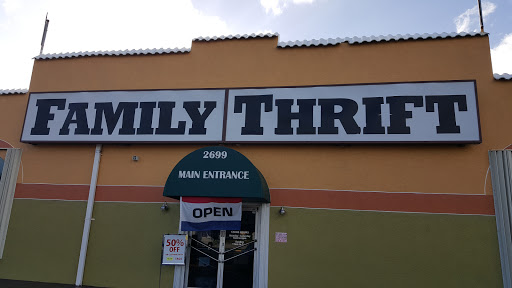 FAMILY THRIFT
2699
MAIN ENTRANCE
OPEN
50%
OFF